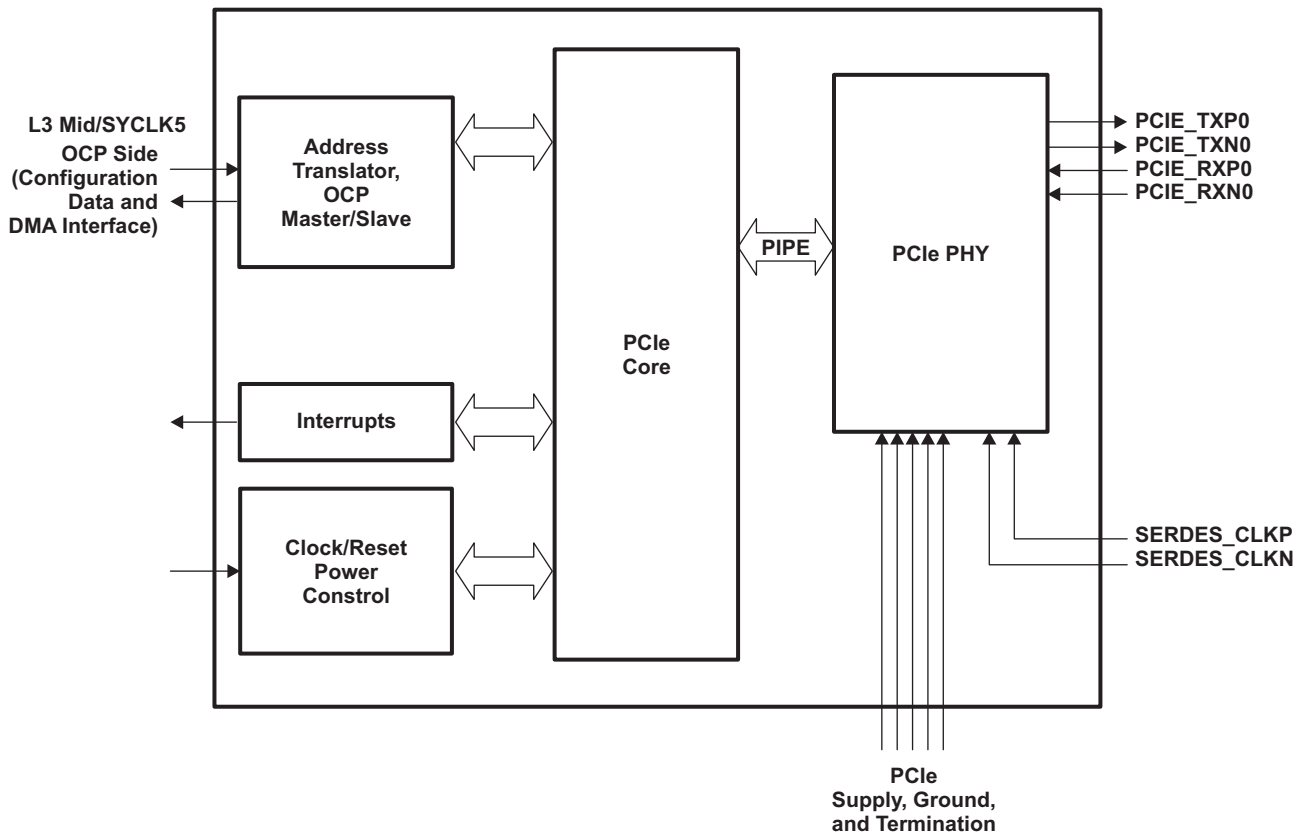 L3 Mid/SYCLK5
OCP Side
(Configuration
Data and
DMA Interface)
Address
Translator,
OCP
Master/Slave
Interrupts
Clock/Reset
Power
Constrol
PCIe
Core
PIPE
PCIe PHY
PCIE_TXP0
PCIE_TXN0
PCIE_RXP0
PCIE_RXN0
SERDES_CLKP
SERDES_CLKN
PCIe
Supply, Ground,
and Termination